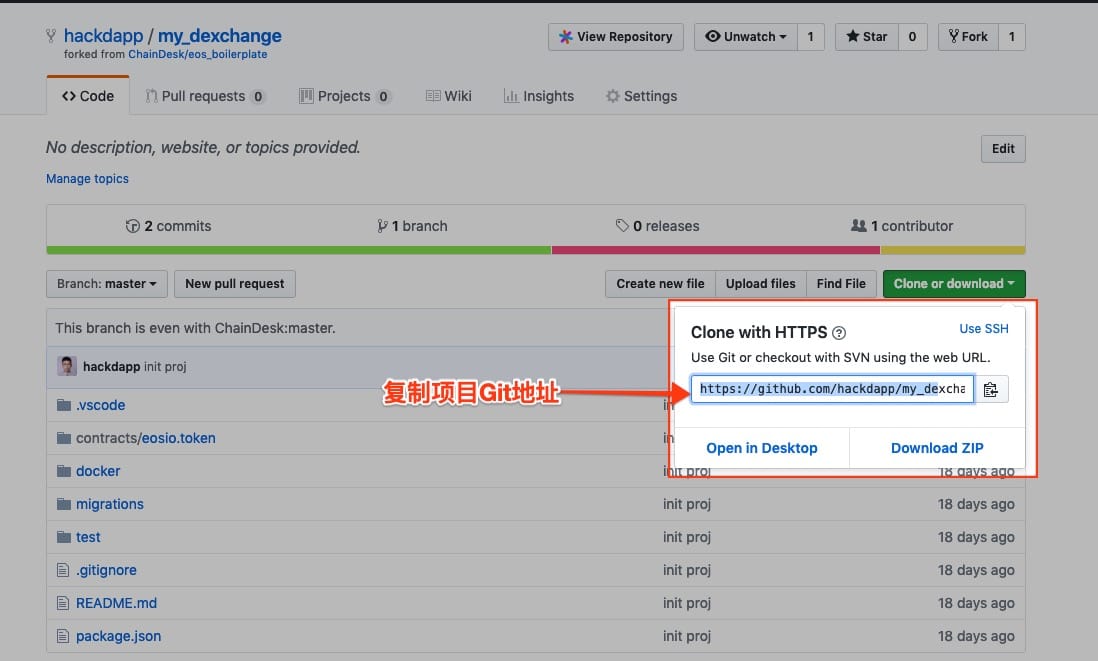 hackdapp / my_dexchange
forked from ChainDesk/eos_boilerplate
View Repository
Unwatch
1
Star
0
Fork
1
Code
Pull requests 0
Projects 0
Wiki
Insights
Settings
No description, website, or topics provided.
Edit
Manage topics
2 commits
1 branch
0 releases
1 contributor
Branch: master
New pull request
Create new file
Upload files
Find File
Clone or download
This branch is even with ChainDesk:master.
Clone with HTTPS
Use SSH
Use Git or checkout with SVN using the web URL.
hackdapp init proj
复制项目Git地址
https://github.com/hackdapp/my_dexcha
.vscode
contracts/eosio.token
Open in Desktop
Download ZIP
docker
init proj
18 days ago
migrations
init proj
18 days ago
test
init proj
18 days ago
.gitignore
init proj
18 days ago
README.md
init proj
18 days ago
package.json
init proj
18 days ago